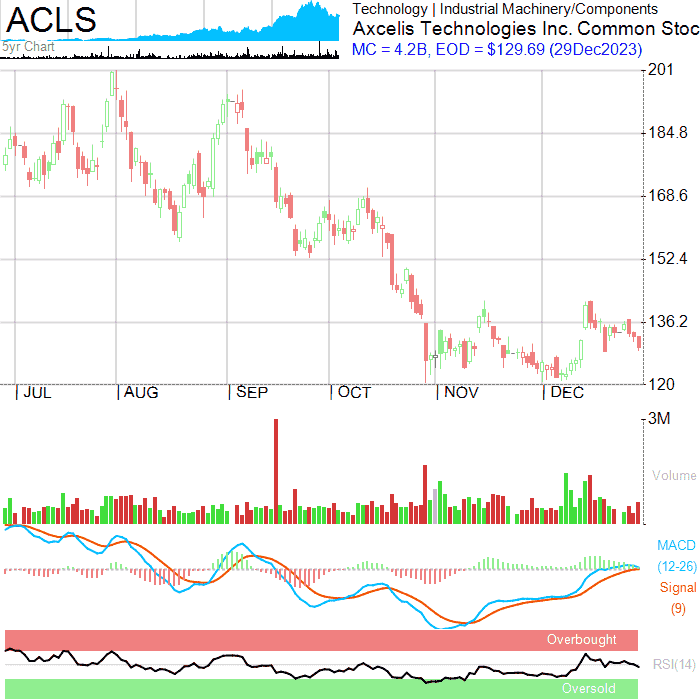 ACLS
5yr Chart
Technology | Industrial Machinery/Components
Axcelis Technologies Inc. Common Stoc
MC = 4.2B, EOD = $129.69 (29Dec2023)
201
184.8
168.6
152.4
136.2
120
JUL AUG SEP OCT NOV DEC
3M
Volume
MACD
(12-26)
Signal
(9)
Overbought
RSI(14)
Oversold